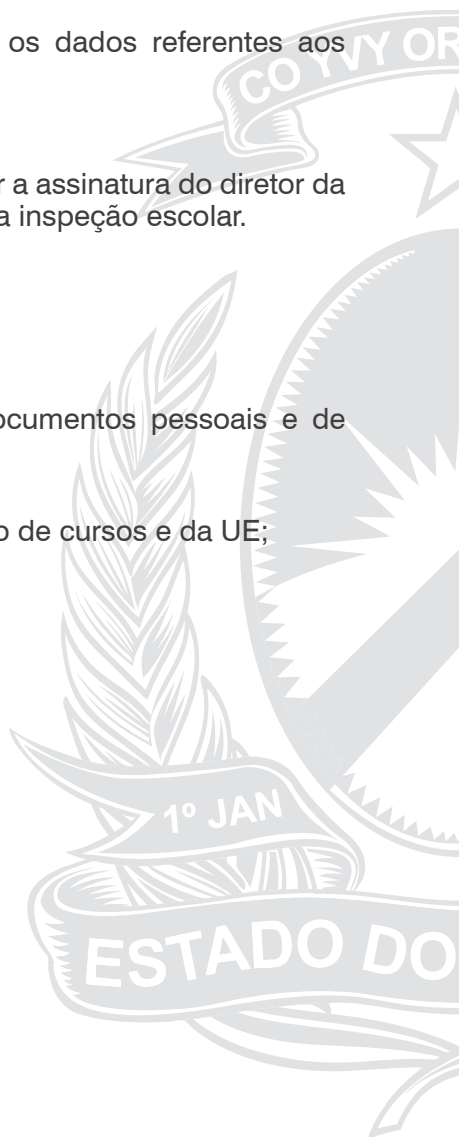 os dados referentes aos
CO YVY OR
a assinatura do diretor da
a inspeção escolar.
pessoais e de
de cursos e da UE;
1º JAN
ESTADO DO